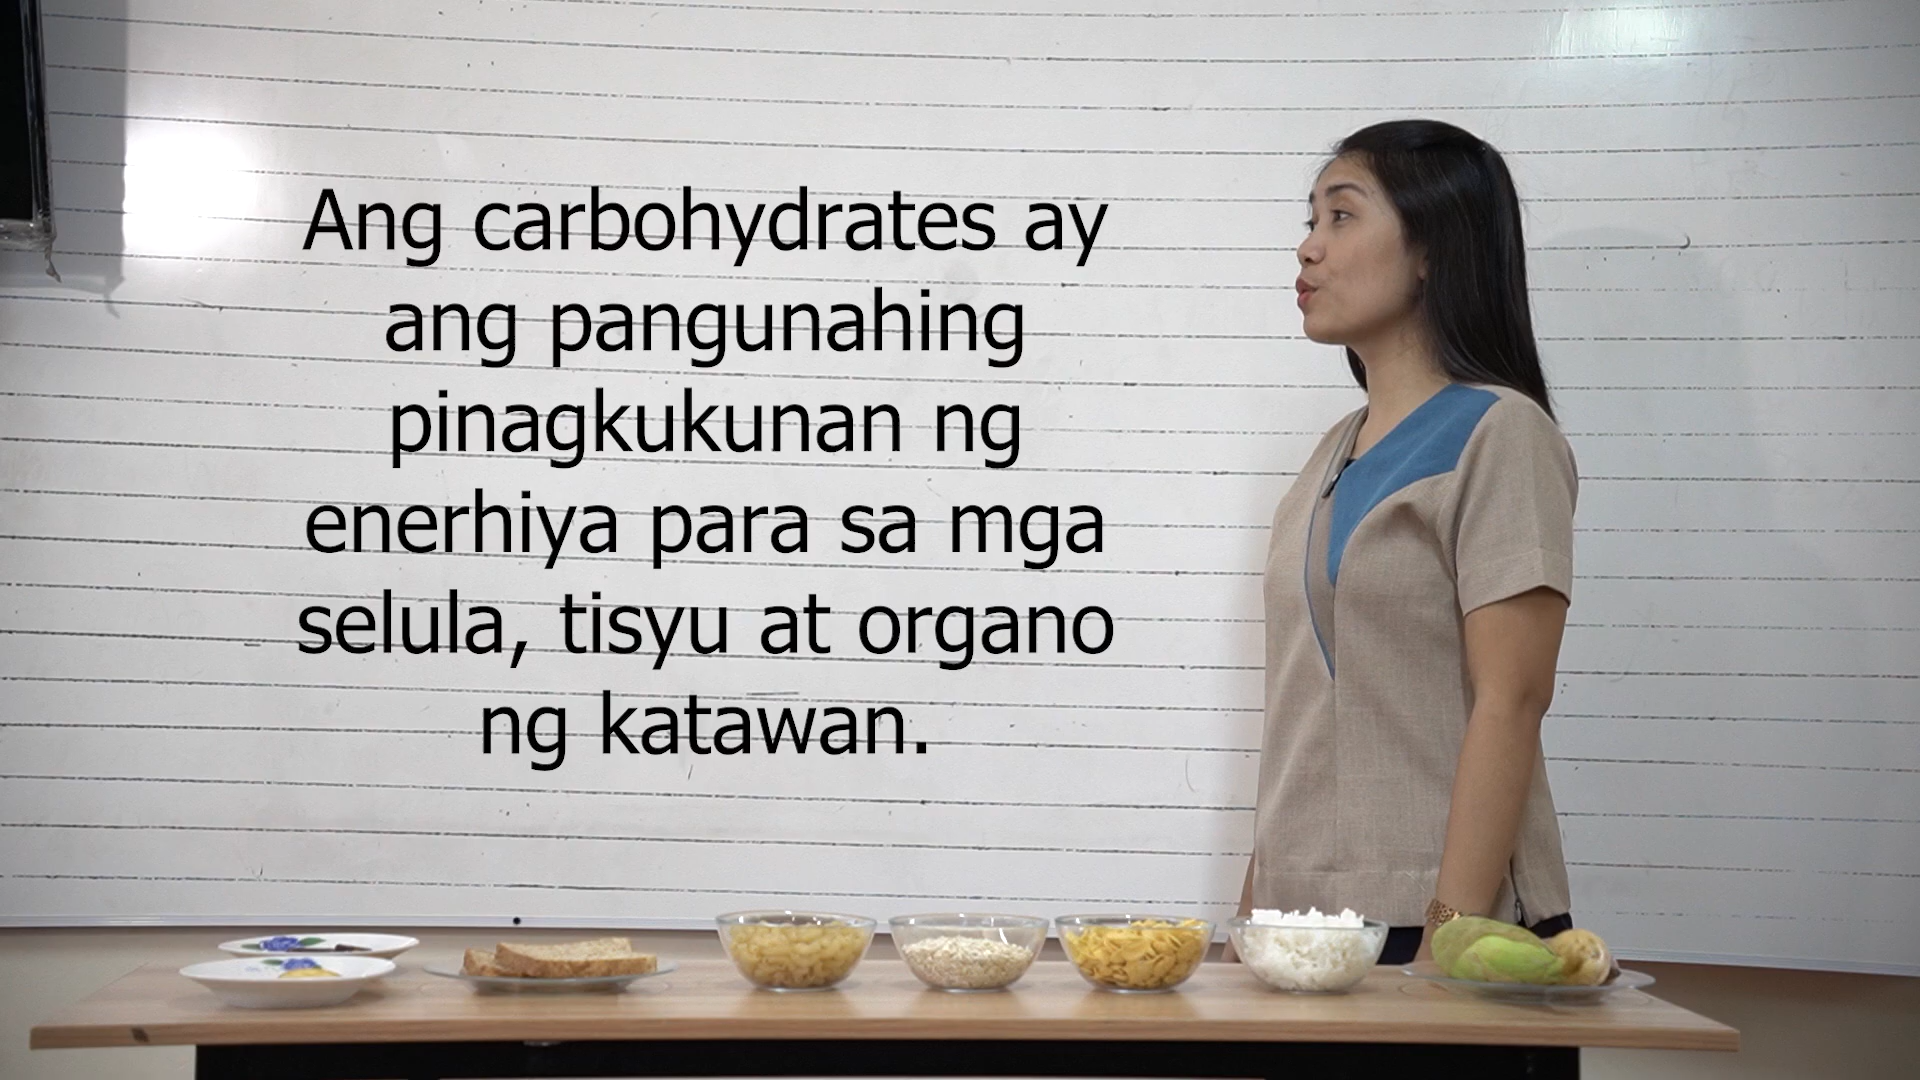 Ang carbohydrates ay
ang pangunahing
pinagkukunan ng
enerhiya para sa mga
selula, tisyu at organo
ng katawan.